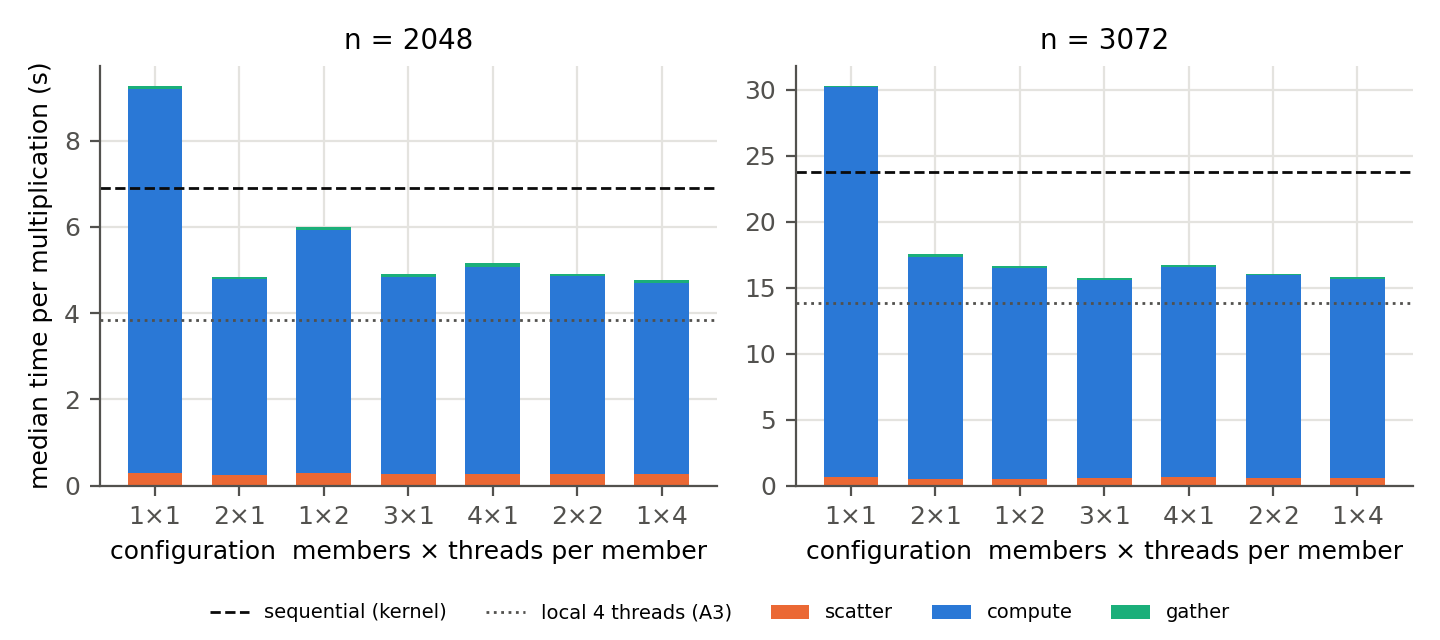 n = 2048
median time per multiplication (s)
8
6
4
2
0
1×1 2×1 1×2 3×1 4×1 2×2 1×4
configuration  members × threads per member
n = 3072
30
25
20
15
10
5
0
1×1 2×1 1×2 3×1 4×1 2×2 1×4
configuration  members × threads per member
sequential (kernel) local 4 threads (A3) scatter compute gather